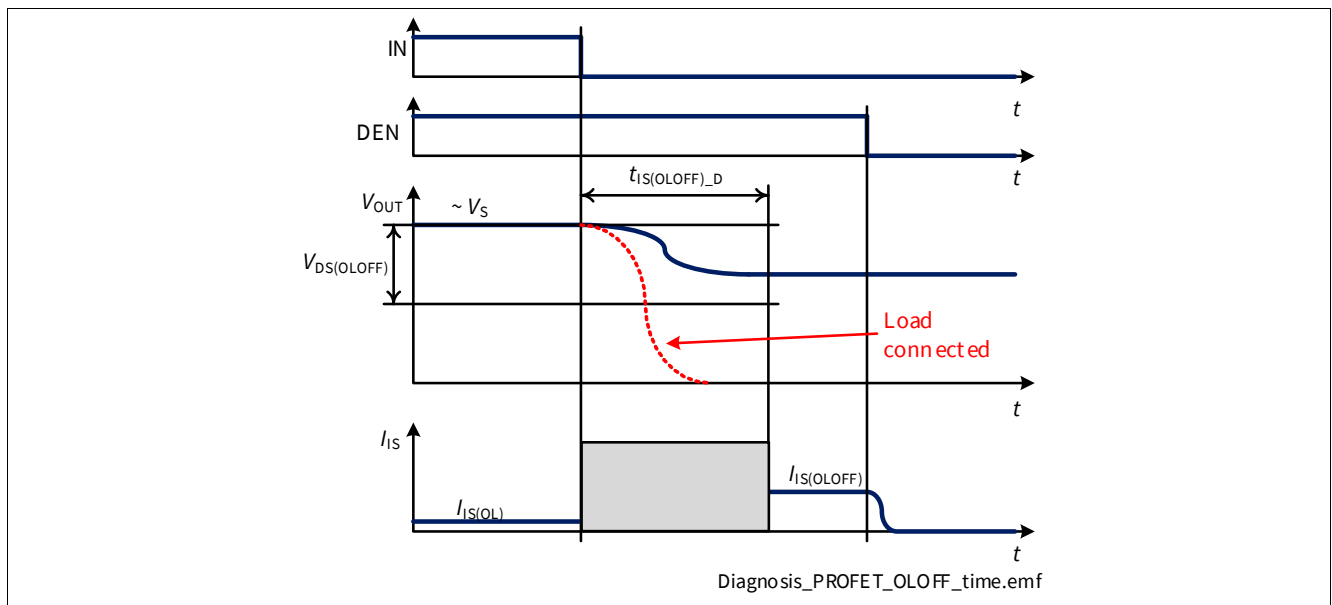 IN
t
DEN
t
tIS(OLOFF)_D
VOUT
~ VS
VDS(OLOFF)
Load
connected
t
IIS
IIS(OLOFF)
IIS(OL)
t
Diagnosis_PROFET_OLOFF_time.emf